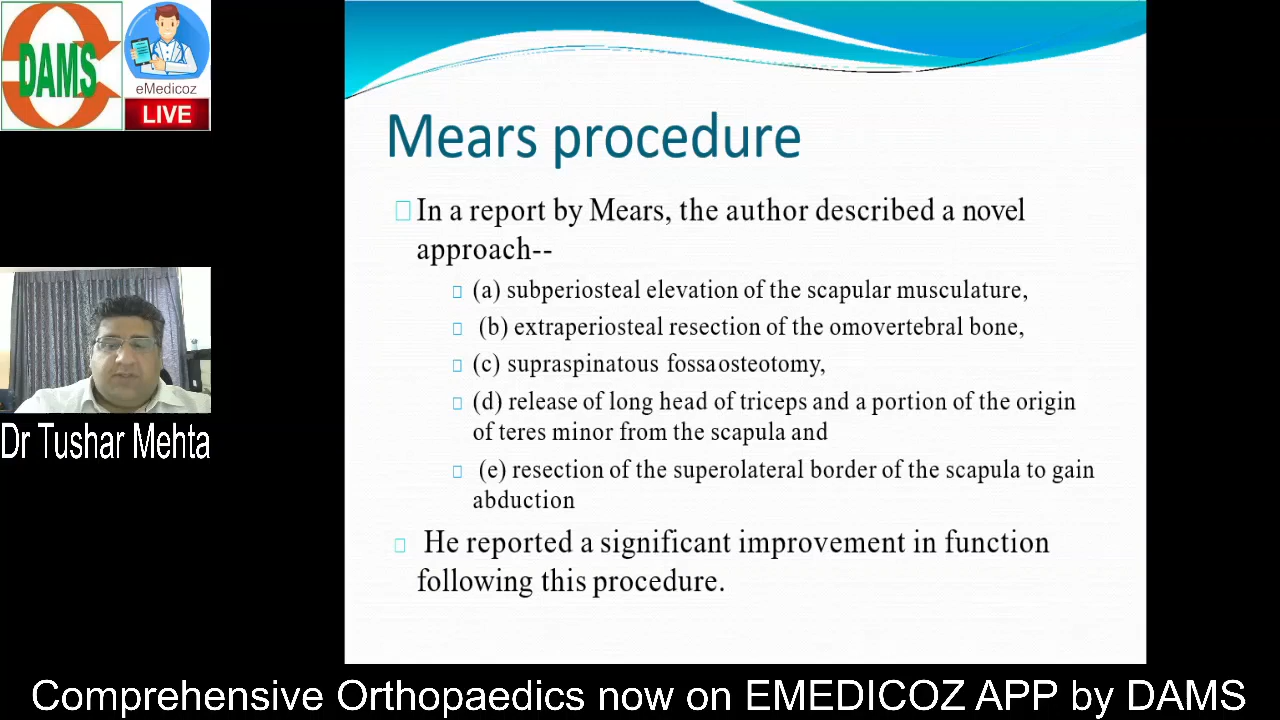 DAMS
eMedicoz
LIVE
Mears procedure
In a report by Mears, the author described a novel
approach--
(a) subperiosteal elevation of the scapular musculature,
(b) extraperiosteal resection of the omovertebral bone,
(c) supraspinatous fossa osteotomy,
(d) release of long head of triceps and a portion of the origin
of teres minor from the scapula and
(e) resection of the superolateral border of the scapula to gain
abduction
He reported a significant improvement in function
following this procedure.
Dr Tushar Mehta
Comprehensive Orthopaedics now on EMEDICOZ APP by DAMS